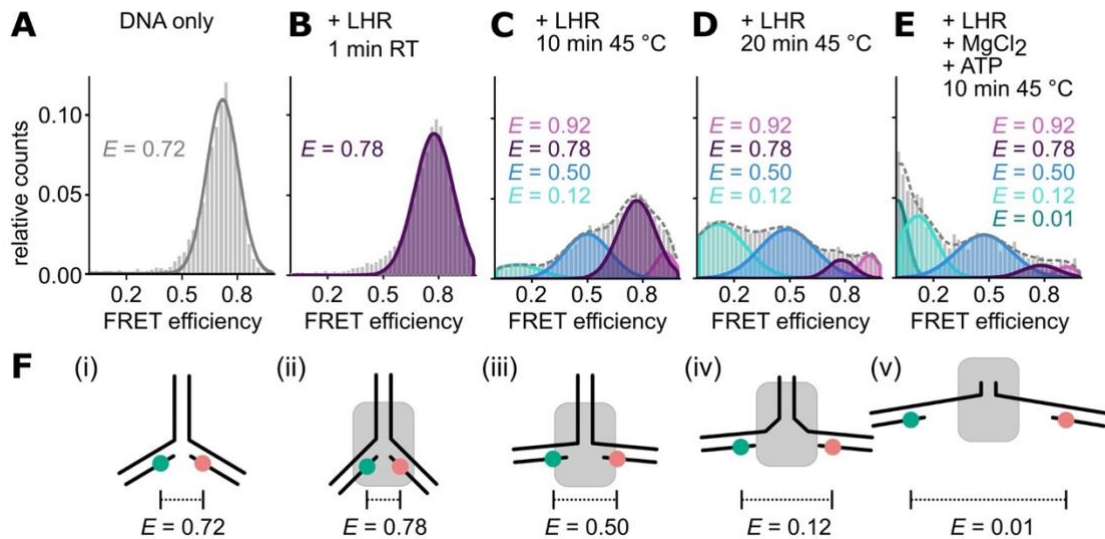 A
DNA only
B
+ LHR
1 min RT
C
+ LHR
10 min 45 °C
D
+ LHR
20 min 45 °C
E
+ LHR
+ MgCl2
+ ATP
10 min 45 °C
relative counts
0.10
0.05
0.00
E = 0.72
0.2 0.5 0.8
FRET efficiency
E = 0.78
0.2 0.5 0.8
FRET efficiency
E = 0.92
E = 0.78
E = 0.50
E = 0.12
0.2 0.5 0.8
FRET efficiency
E = 0.92
E = 0.78
E = 0.50
E = 0.12
0.2 0.5 0.8
FRET efficiency
E = 0.92
E = 0.78
E = 0.50
E = 0.12
E = 0.01
0.2 0.5 0.8
FRET efficiency
F
(i)
E = 0.72
(ii)
E = 0.78
(iii)
E = 0.50
(iv)
E = 0.12
(v)
E = 0.01